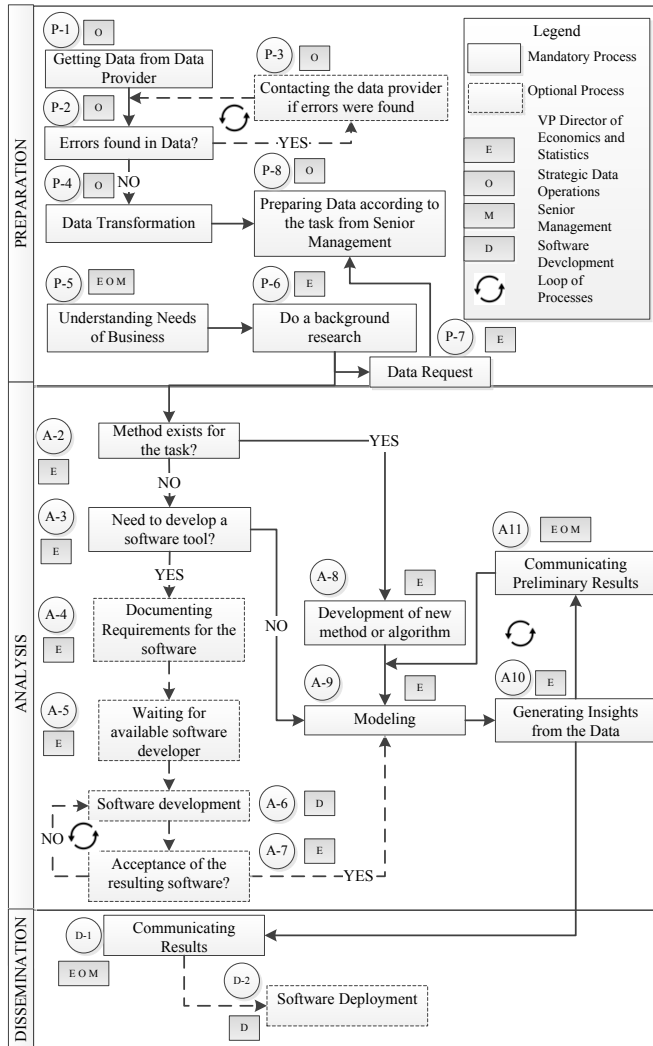 PREPARATION
P-1
O
Getting Data from Data
Provider
P-2
O
Errors found in Data?
YES
NO
P-3
O
Contacting the data provider
if errors were found
P-4
O
Data Transformation
P-8
O
Preparing Data according to
the task from Senior
Management
P-5
E O M
Understanding Needs
of Business
P-6
E
Do a background
research
P-7
E
Data Request
Legend
Mandatory Process
Optional Process
E
VP Director of
Economics and
Statistics
O
Strategic Data
Operations
M
Senior
Management
D
Software
Development
Loop of
Processes
ANALYSIS
A-2
E
Method exists for
the task?
YES
NO
A-3
E
Need to develop a
software tool?
YES
NO
A-4
E
Documenting
Requirements for the
software
A-5
E
Waiting for
available software
developer
Software development
A-6
D
NO
Acceptance of the
resulting software?
A-7
E
YES
A-8
E
Development of new
method or algorithm
A-9
E
Modeling
A11
E O M
Communicating
Preliminary Results
A10
E
Generating Insights
from the Data
DISSEMINATION
D-1
E O M
Communicating
Results
D-2
D
Software Deployment